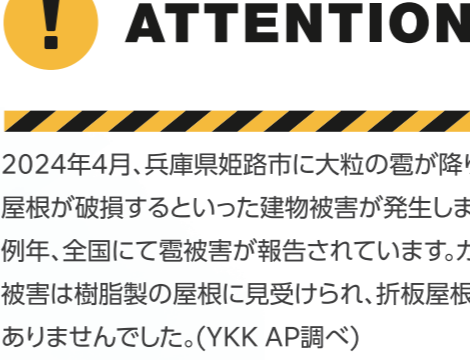 ! ATTENTION
2024年4月、兵庫県姫路市に大粒の雹が降
屋根が破損するといった建物被害が発生しま
例年、全国にて雹被害が報告されています。
被害は樹脂製の屋根に見受けられ、折板屋根
ありませんでした。(YKK AP調べ)